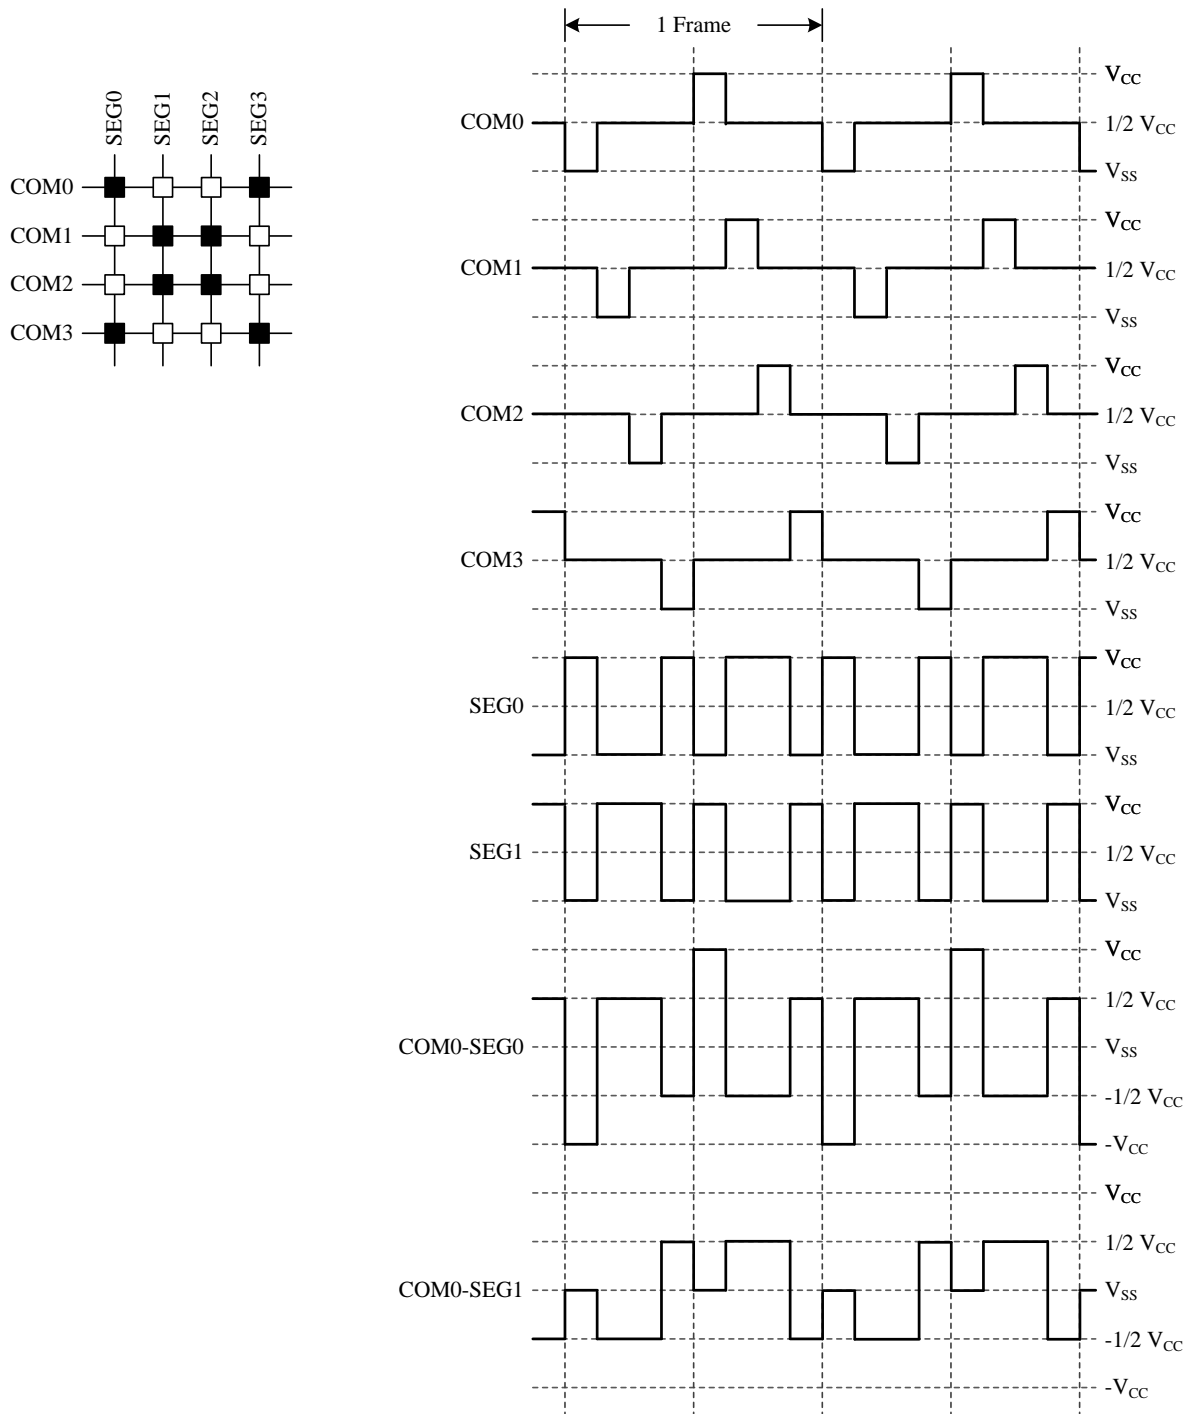 1 Frame
SEG0
SEG1
SEG2
SEG3
COM0
COM1
COM2
COM3
COM0
VCC
1/2 VCC
VSS
COM1
VCC
1/2 VCC
VSS
COM2
VCC
1/2 VCC
VSS
COM3
VCC
1/2 VCC
VSS
SEG0
VCC
1/2 VCC
VSS
SEG1
VCC
1/2 VCC
VSS
COM0-SEG0
VCC
1/2 VCC
VSS
-1/2 VCC
-VCC
COM0-SEG1
VCC
1/2 VCC
VSS
-1/2 VCC
-VCC